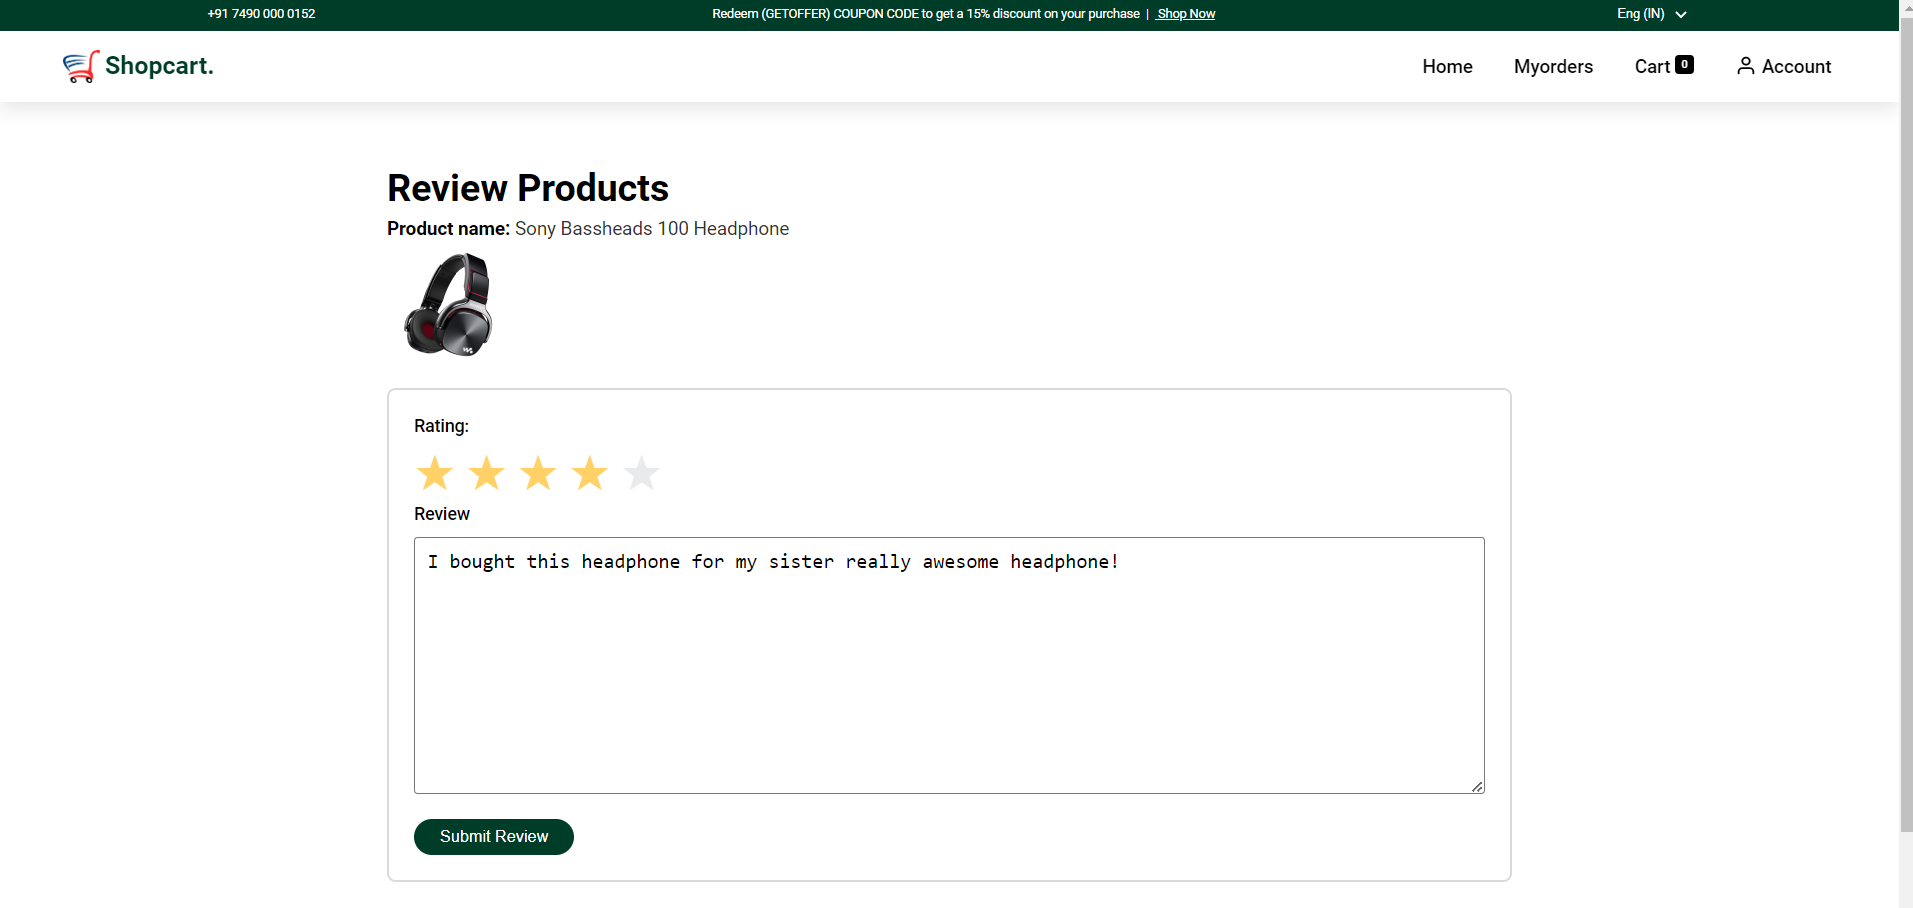 +91 7490 000 0152
Redeem (GETOFFER) COUPON CODE to get a 15% discount on your purchase | Shop Now
Eng (IN)
Shopcart.
Home
Myorders
Cart 0
Account
Review Products
Product name: Sony Bassheads 100 Headphone
Rating:
Review
I bought this headphone for my sister really awesome headphone!
Submit Review